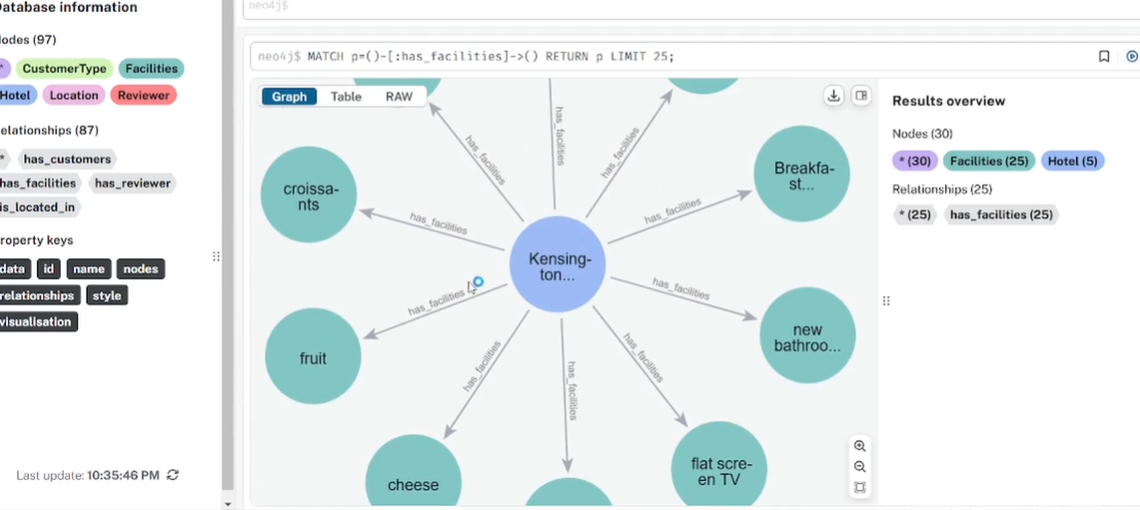 neo4j$
Database information
Nodes (97)
* CustomerType Facilities
Hotel Location Reviewer
Relationships (87)
* has_customers
has_facilities has_reviewer
is_located_in
Property keys
data id name nodes
relationships style
visualisation
Last update: 10:35:46 PM
neo4j$ MATCH p=()-[:has_facilities]->() RETURN p LIMIT 25;
Graph Table RAW
has_facilities
has_facilities
has_facilities
croissa-
nts
has_facilities
Breakfa-
st...
has_facilities
Kensing-
ton...
has_facilities
fruit
has_facilities
new
bathroo...
has_facilities
cheese
has_facilities
has_facilities
flat scre-
en TV
Results overview
Nodes (30)
* (30) Facilities (25) Hotel (5)
Relationships (25)
* (25) has_facilities (25)